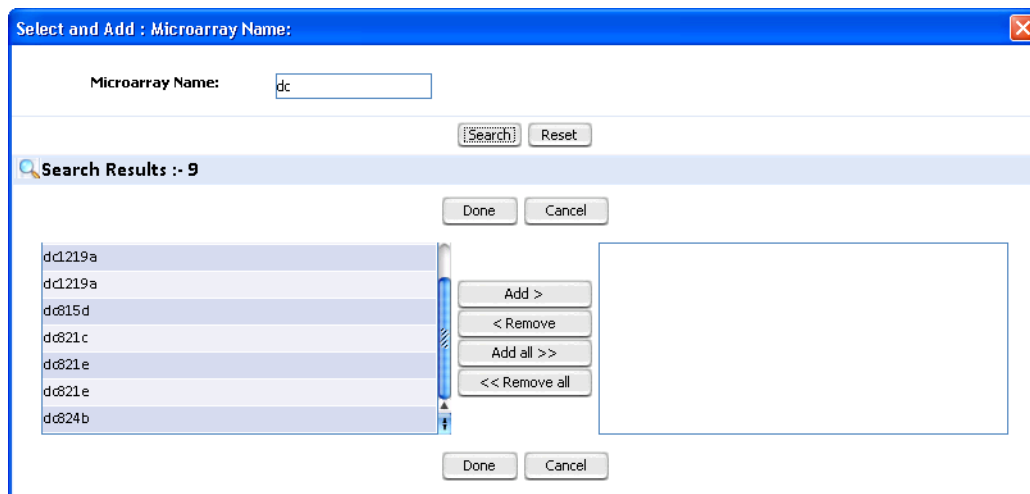 Select and Add : Microarray Name:
Microarray Name: dc
Search Reset
Search Results :- 9
Done Cancel
dc1219a
dc1219a
dc815d
dc821c
dc821e
dc821e
dc824b
Add >
< Remove
Add all >>
<< Remove all
Done Cancel